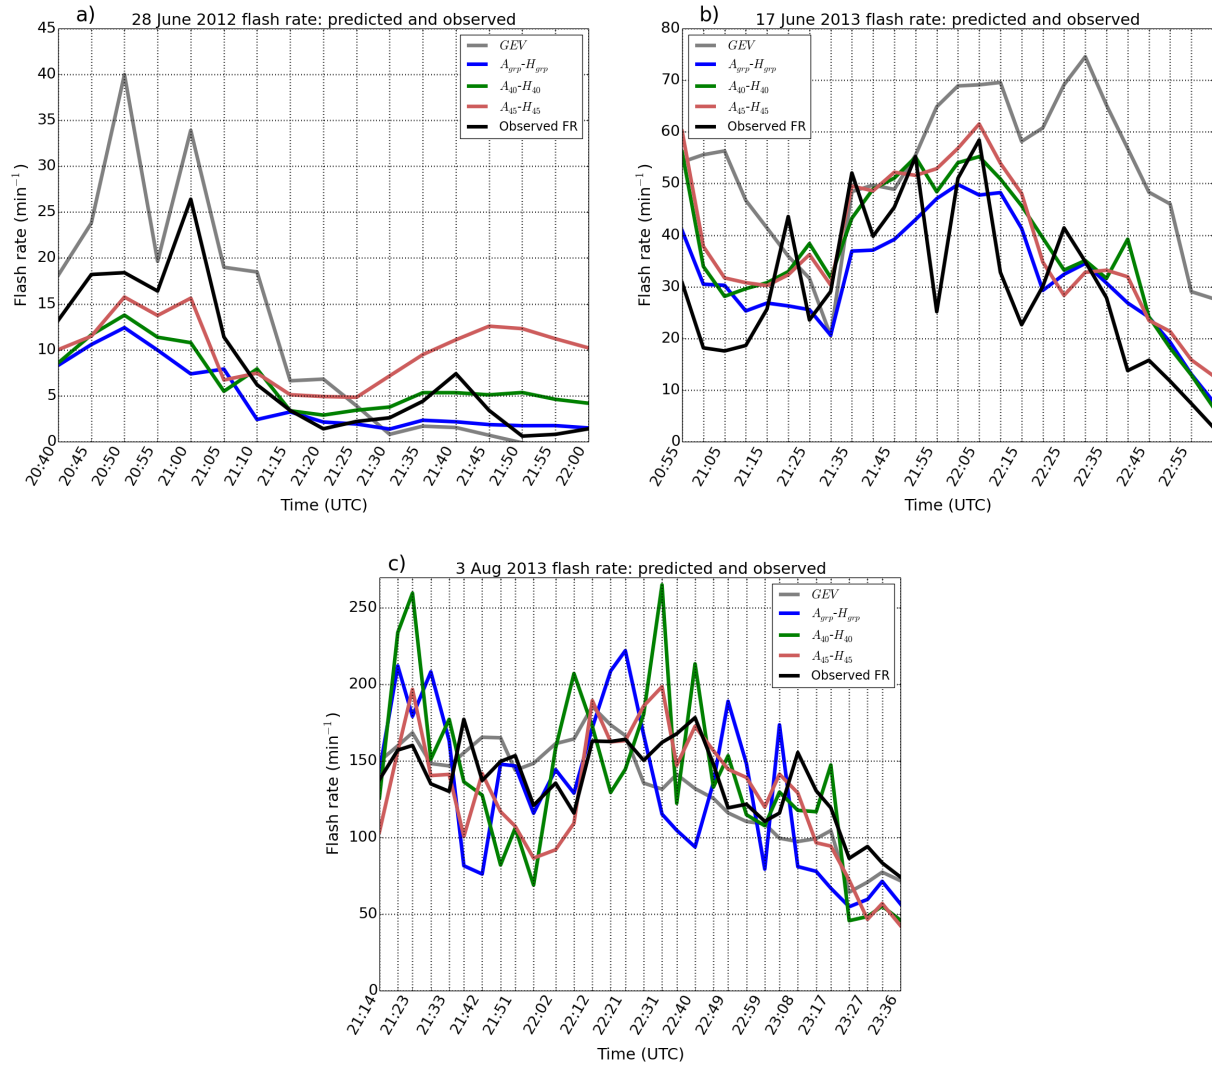 a)
28 June 2012 flash rate: predicted and observed
45
40
35
30
25
20
15
10
5
0
Flash rate (min⁻¹)
GEV
A_grp-H_grp
A_40-H_40
A_45-H_45
Observed FR
20:40
20:45
20:50
20:55
21:00
21:05
21:10
21:15
21:20
21:25
21:30
21:35
21:40
21:45
21:50
21:55
22:00
Time (UTC)
b)
17 June 2013 flash rate: predicted and observed
80
70
60
50
40
30
20
10
0
Flash rate (min⁻¹)
GEV
A_grp-H_grp
A_40-H_40
A_45-H_45
Observed FR
20:55
21:05
21:15
21:25
21:35
21:45
21:55
22:05
22:15
22:25
22:35
22:45
22:55
Time (UTC)
c)
3 Aug 2013 flash rate: predicted and observed
250
200
150
100
50
0
Flash rate (min⁻¹)
GEV
A_grp-H_grp
A_40-H_40
A_45-H_45
Observed FR
21:14
21:23
21:33
21:42
21:51
22:02
22:12
22:21
22:31
22:40
22:49
22:59
23:08
23:17
23:27
23:36
Time (UTC)